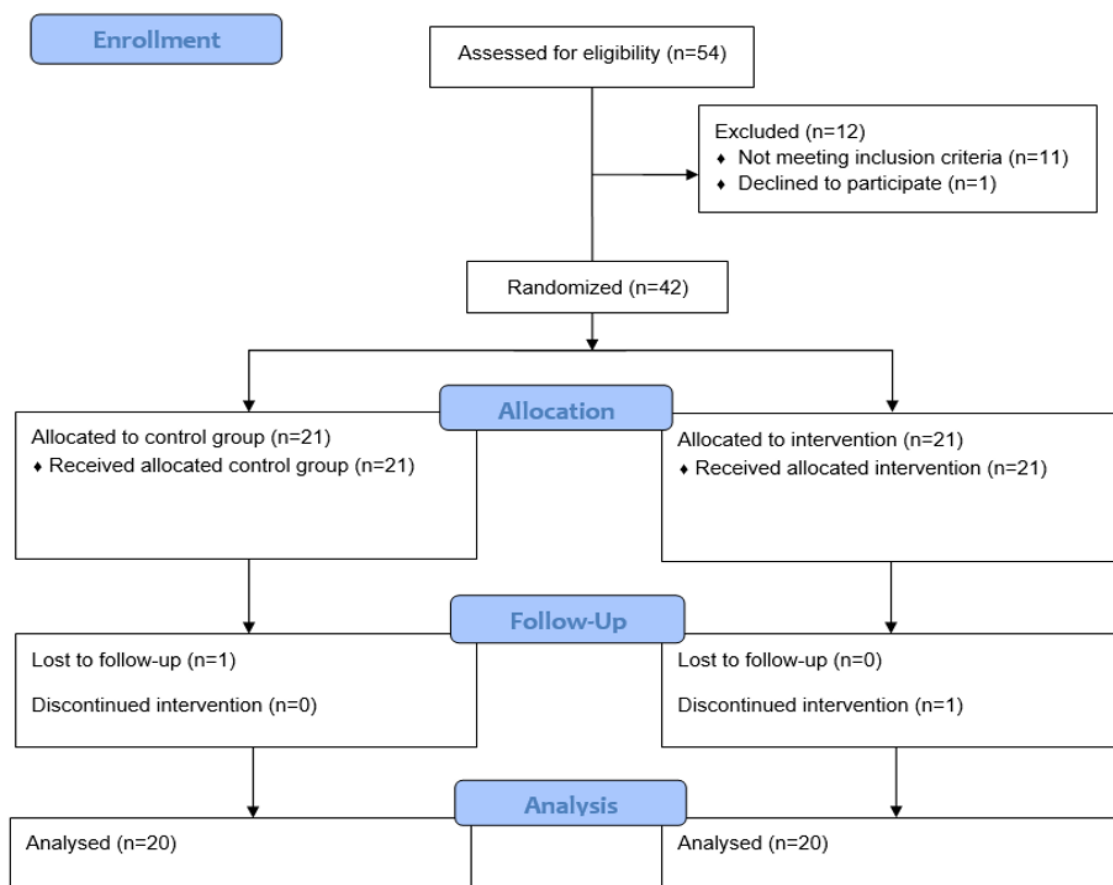 Enrollment
Assessed for eligibility (n=54)
Excluded (n=12)
♦ Not meeting inclusion criteria (n=11)
♦ Declined to participate (n=1)
Randomized (n=42)
Allocation
Allocated to control group (n=21)
♦ Received allocated control group (n=21)
Allocated to intervention (n=21)
♦ Received allocated intervention (n=21)
Follow-Up
Lost to follow-up (n=1)
Discontinued intervention (n=0)
Lost to follow-up (n=0)
Discontinued intervention (n=1)
Analysis
Analysed (n=20)
Analysed (n=20)